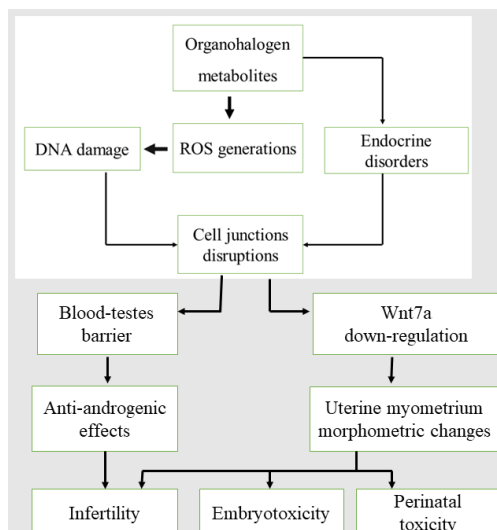 Organohalogen
metabolites
DNA damage
ROS generations
Endocrine
disorders
Cell junctions
disruptions
Blood-testes
barrier
Wnt7a
down-regulation
Anti-androgenic
effects
Uterine myometrium
morphometric changes
Infertility
Embryotoxicity
Perinatal
toxicity